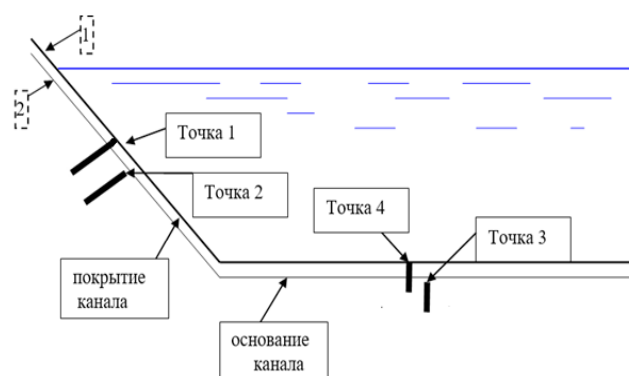 1
2
Точка 1
Точка 2
Точка 4
Точка 3
покрытие
канала
основание
канала